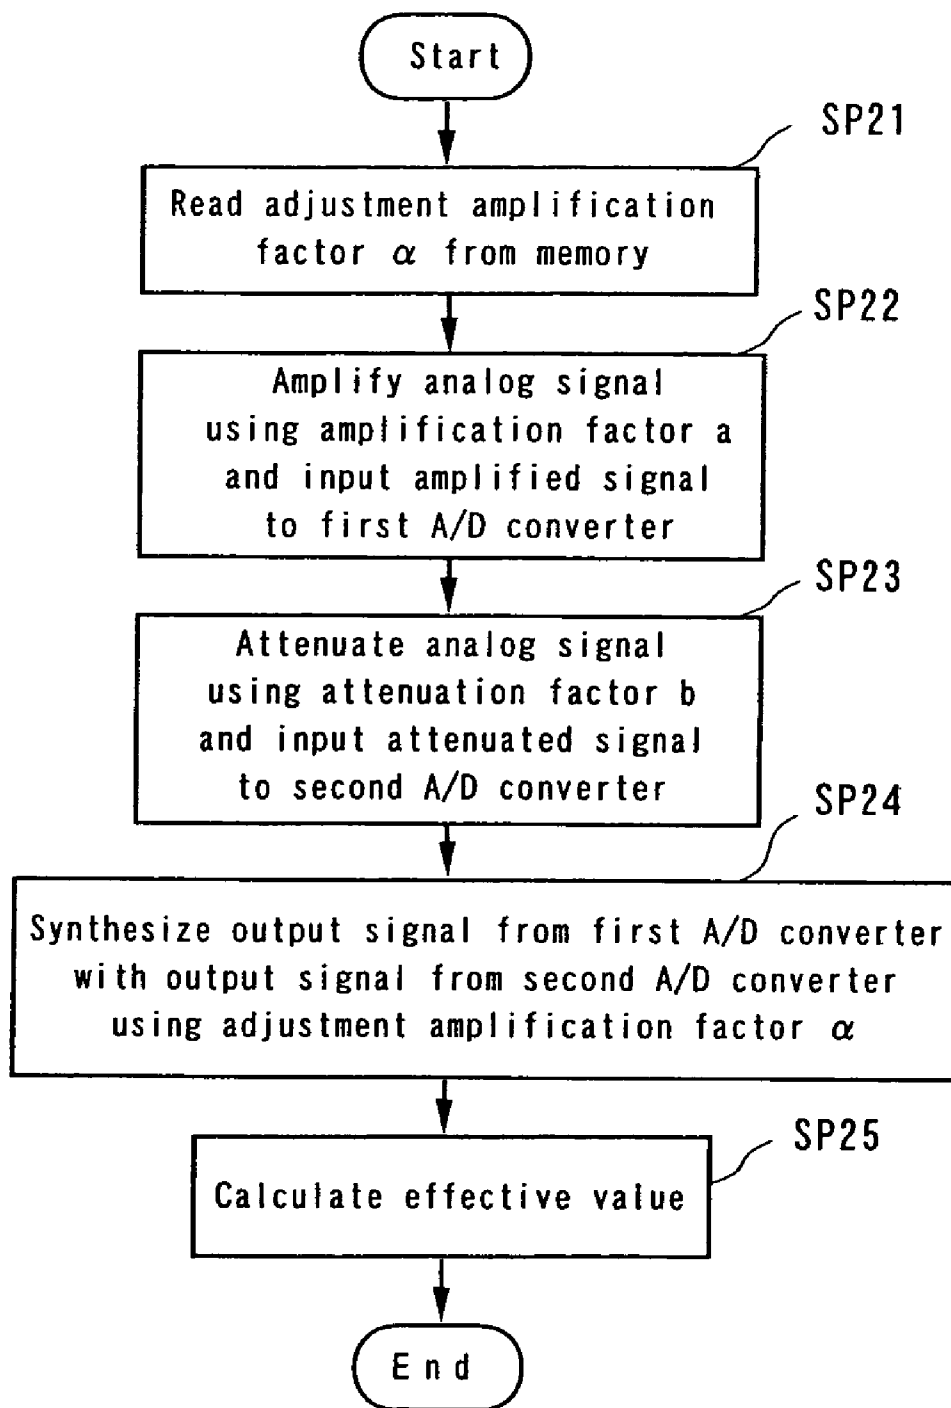 Start
SP21
Read adjustment amplification
factor α from memory
SP22
Amplify analog signal
using amplification factor a
and input amplified signal
to first A/D converter
SP23
Attenuate analog signal
using attenuation factor b
and input attenuated signal
to second A/D converter
SP24
Synthesize output signal from first A/D converter
with output signal from second A/D converter
using adjustment amplification factor α
SP25
Calculate effective value
End